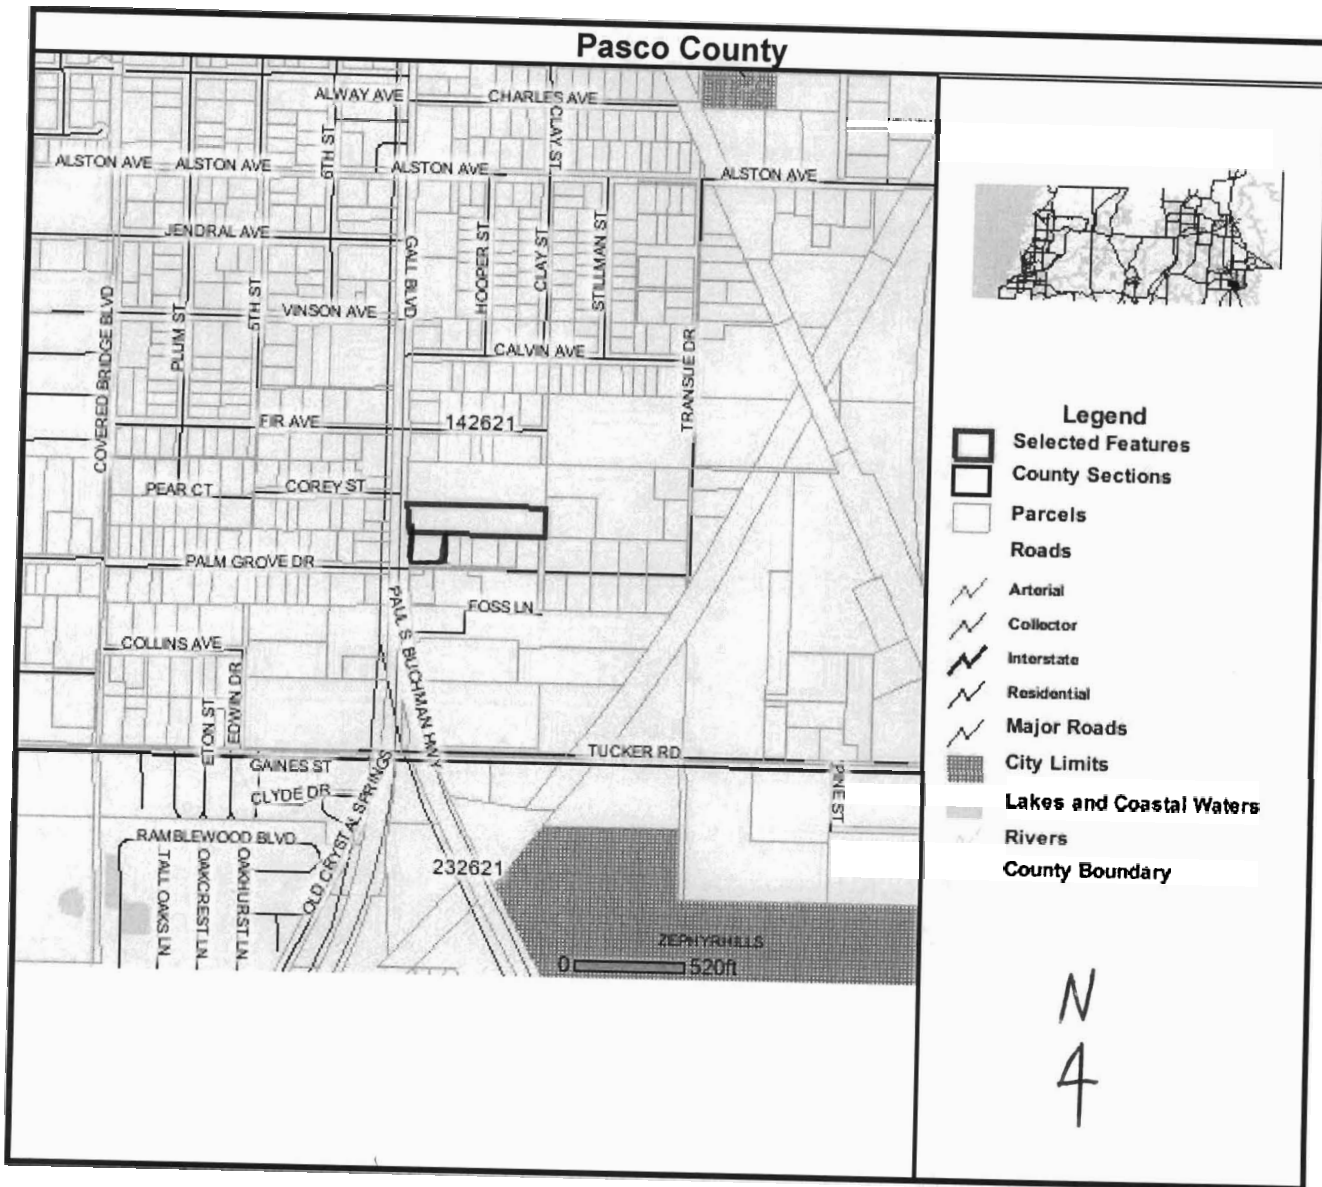 Pasco County
ALWAY AVE
CHARLES AVE
CLAY ST
6TH ST
ALSTON AVE
ALSTON AVE
ALSTON AVE
ALSTON AVE
JENDRAL AVE
GALL BLVD
HOOPER ST
CLAY ST
STILLMAN ST
COVERED BRIDGE BLVD
PLUM ST
5TH ST
VINSON AVE
CALVIN AVE
TRANSUE DR
FIR AVE
142621
PEAR CT
COREY ST
PALM GROVE DR
PAUL S. BUCHMAN HWY
FOSS LN
COLLINS AVE
EDWIN DR
ETON ST
TUCKER RD
GAINES ST
CLYDE DR
PINE ST
OLD CRYSTAL SPRINGS
RAMBLEWOOD BLVD
TALL OAKS LN
OAKCREST LN
OAKHURST LN
232621
ZEPHYRHILLS
0 520ft
Legend
Selected Features
County Sections
Parcels
Roads
Arterial
Collector
Interstate
Residential
Major Roads
City Limits
Lakes and Coastal Waters
Rivers
County Boundary
N